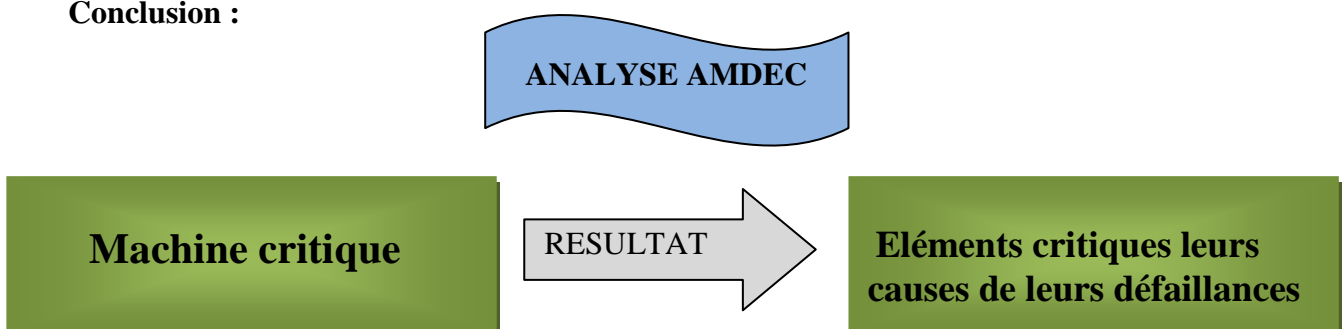 Conclusion :
ANALYSE AMDEC
Machine critique
RESULTAT
Eléments critiques leurs
causes de leurs défaillances